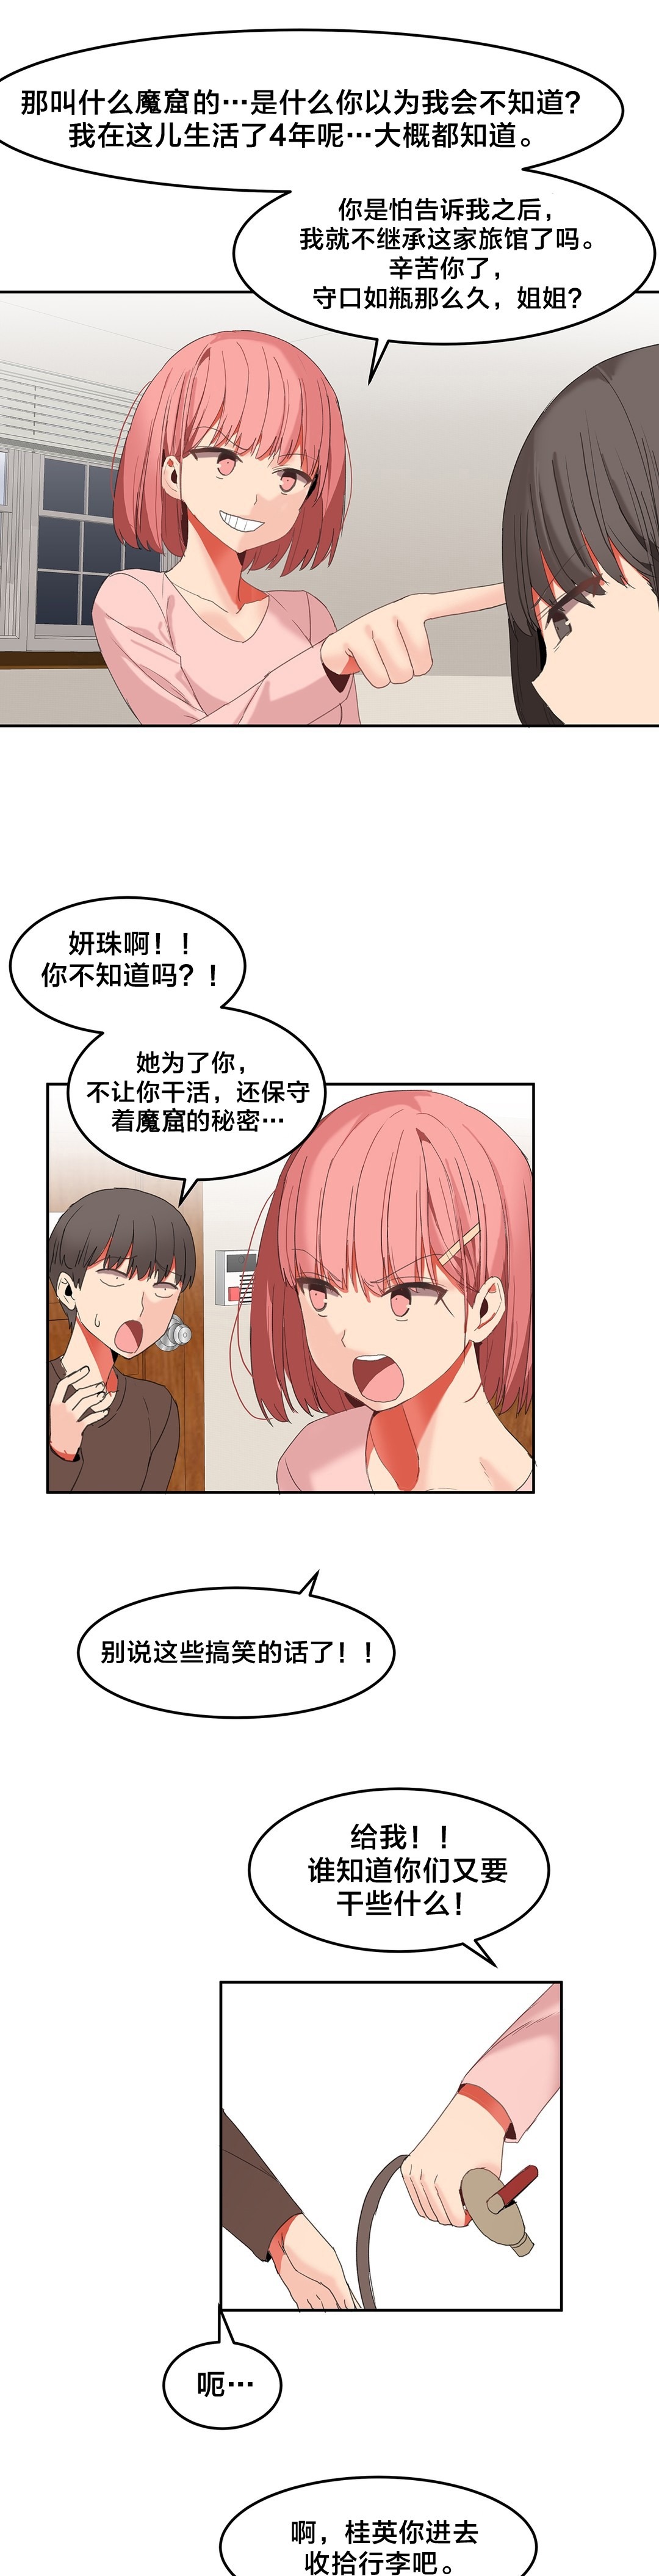 那叫什么魔窟的…是什么你以为我会不知道?
我在这儿生活了4年呢…大概都知道。
你是怕告诉我之后，
我就不继承这家旅馆了吗。
辛苦你了，
守口如瓶那么久，姐姐?
妍珠啊！！
你不知道吗？！
她为了你，
不让你干活，还保守
着魔窟的秘密…
别说这些搞笑的话了！！
给我！！
谁知道你们又要
干些什么！
呃…
啊，桂英你进去
收拾行李吧。